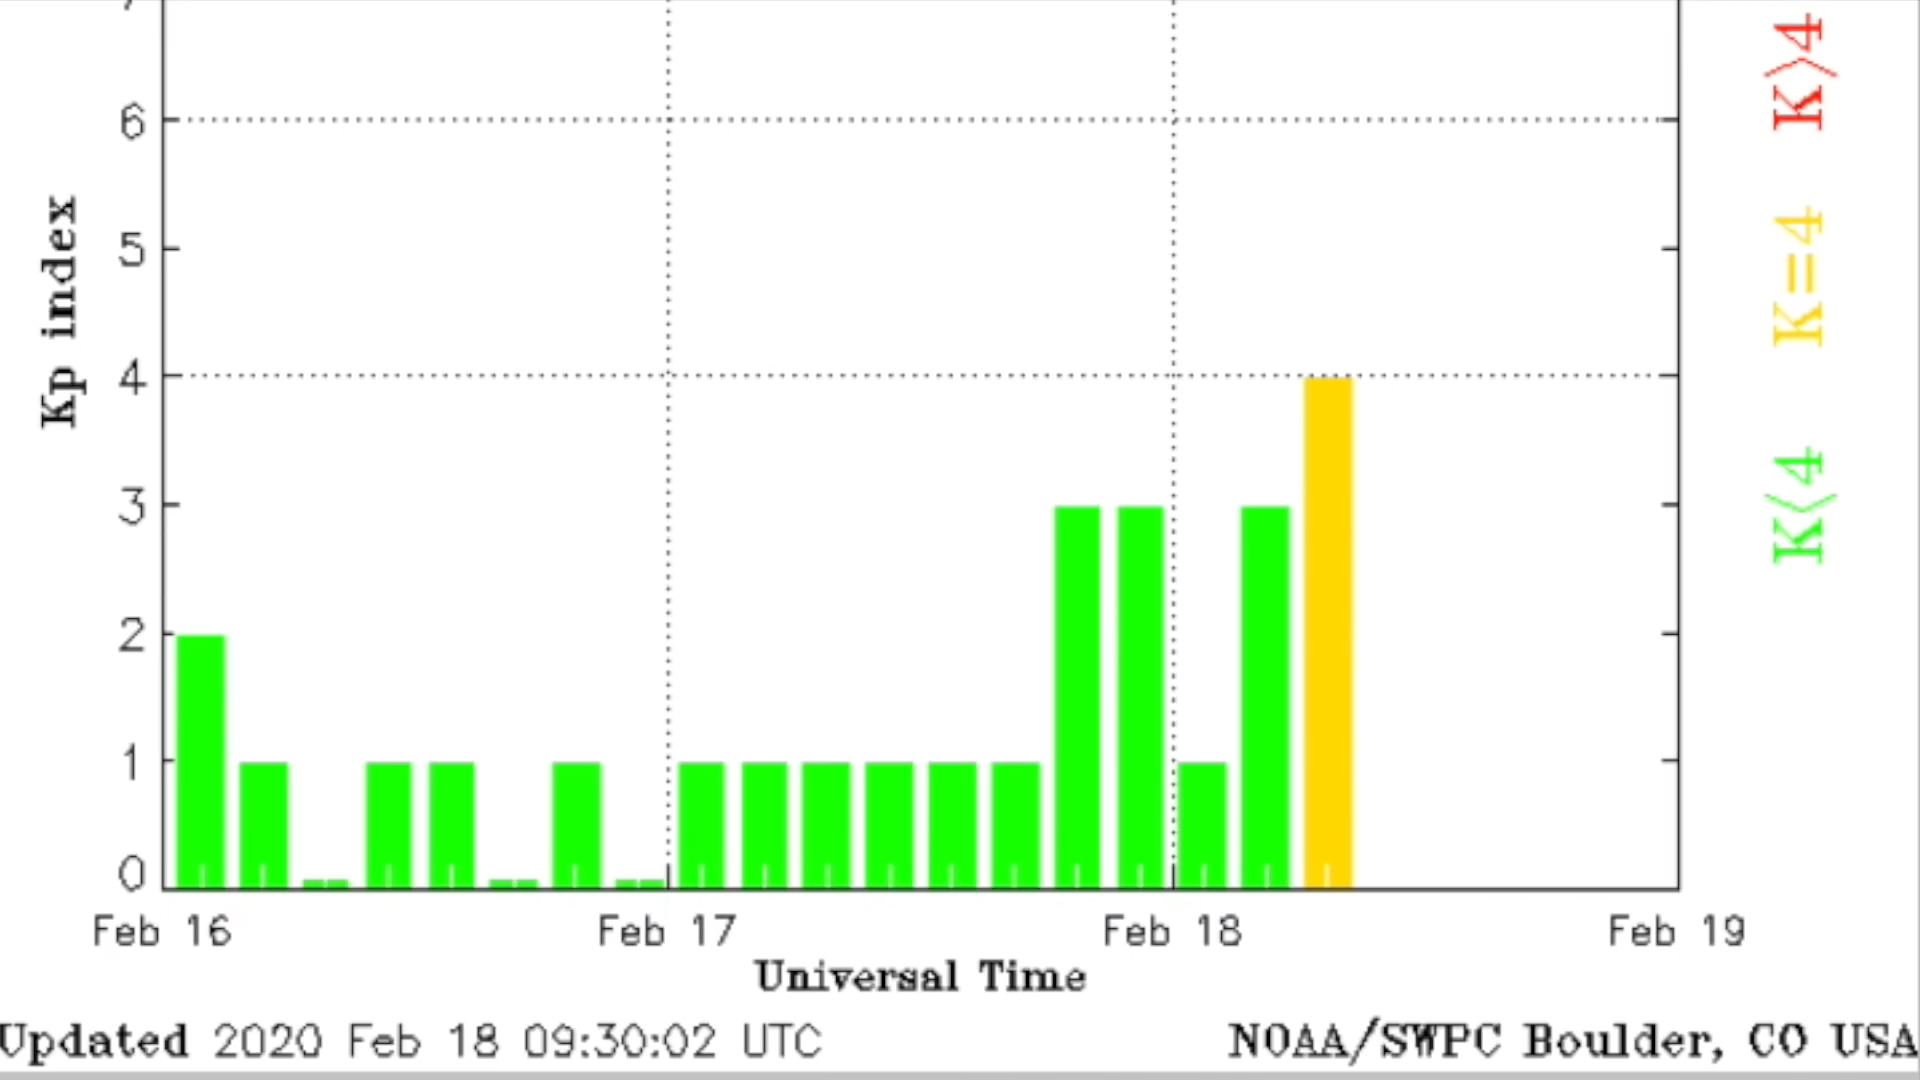 7
6
5
4
3
2
1
0
Kp index
K>4
K=4
K<4
Feb 16
Feb 17
Feb 18
Feb 19
Universal Time
Updated 2020 Feb 18 09:30:02 UTC
NOAA/SWPC Boulder, CO USA